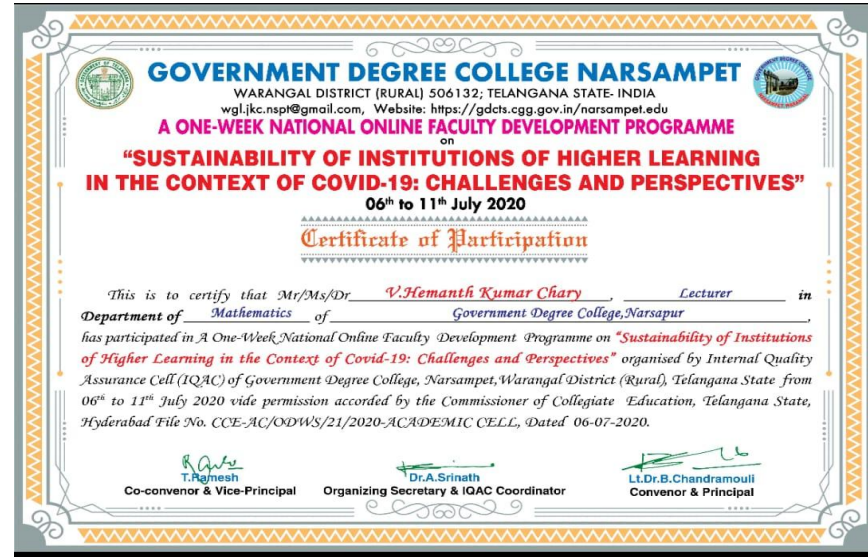 GOVERNMENT DEGREE COLLEGE NARSAMPET
WARANGAL DISTRICT (RURAL) 506132; TELANGANA STATE- INDIA
wgl.jkc.nspt@gmail.com, Website: https://gdcts.cgg.gov.in/narsampet.edu
A ONE-WEEK NATIONAL ONLINE FACULTY DEVELOPMENT PROGRAMME
on
“SUSTAINABILITY OF INSTITUTIONS OF HIGHER LEARNING
IN THE CONTEXT OF COVID-19: CHALLENGES AND PERSPECTIVES”
06th to 11th July 2020
Certificate of Participation
This is to certify that Mr/Ms/Dr V.Hemanth Kumar Chary, Lecturer in
Department of Mathematics of Government Degree College,Narsapur,
has participated in A One-Week National Online Faculty Development Programme on “Sustainability of Institutions
of Higher Learning in the Context of Covid-19: Challenges and Perspectives” organised by Internal Quality
Assurance Cell (IQAC) of Government Degree College, Narsampet,Warangal District (Rural), Telangana State from
06th to 11th July 2020 vide permission accorded by the Commissioner of Collegiate Education, Telangana State,
Hyderabad File No. CCE-AC/ODWS/21/2020-ACADEMIC CELL, Dated 06-07-2020.
T.Ramesh Dr.A.Srinath Lt.Dr.B.Chandramouli
Co-convenor & Vice-Principal Organizing Secretary & IQAC Coordinator Convenor & Principal